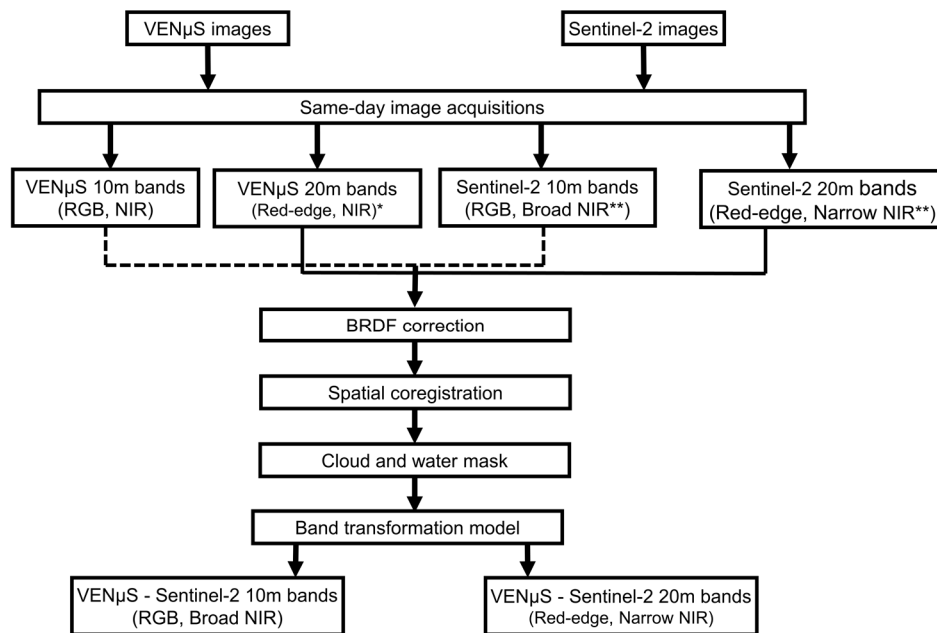 VENµS images
Sentinel-2 images
Same-day image acquisitions
VENµS 10m bands
(RGB, NIR)
VENµS 20m bands
(Red-edge, NIR)*
Sentinel-2 10m bands
(RGB, Broad NIR**)
Sentinel-2 20m bands
(Red-edge, Narrow NIR**)
BRDF correction
Spatial coregistration
Cloud and water mask
Band transformation model
VENµS - Sentinel-2 10m bands
(RGB, Broad NIR)
VENµS - Sentinel-2 20m bands
(Red-edge, Narrow NIR)